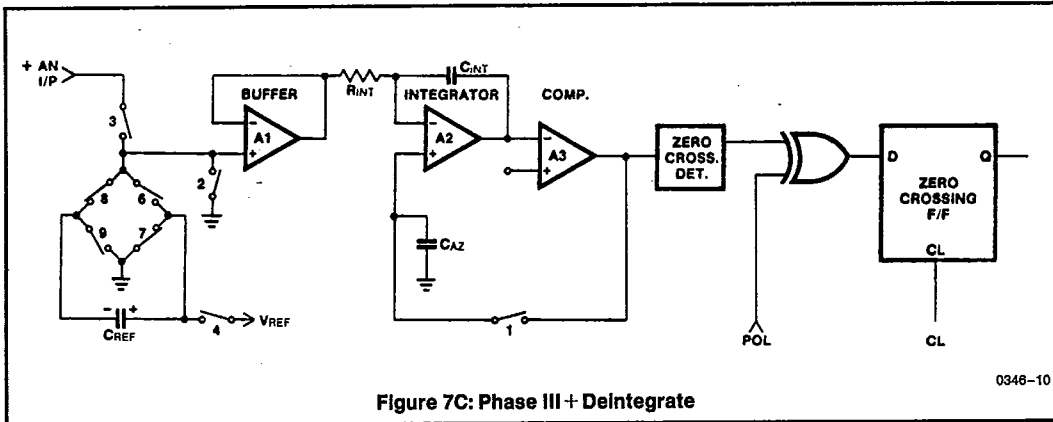 + AN
I/P
3
8
6
9
7
- +
CREF
4
VREF
2
BUFFER
-
A1
+
RINT
CINT
INTEGRATOR
-
A2
+
CAZ
1
COMP.
-
A3
+
ZERO
CROSS.
DET.
POL
D
Q
ZERO
CROSSING
F/F
CL
CL
0346-10
Figure 7C: Phase III + Deintegrate